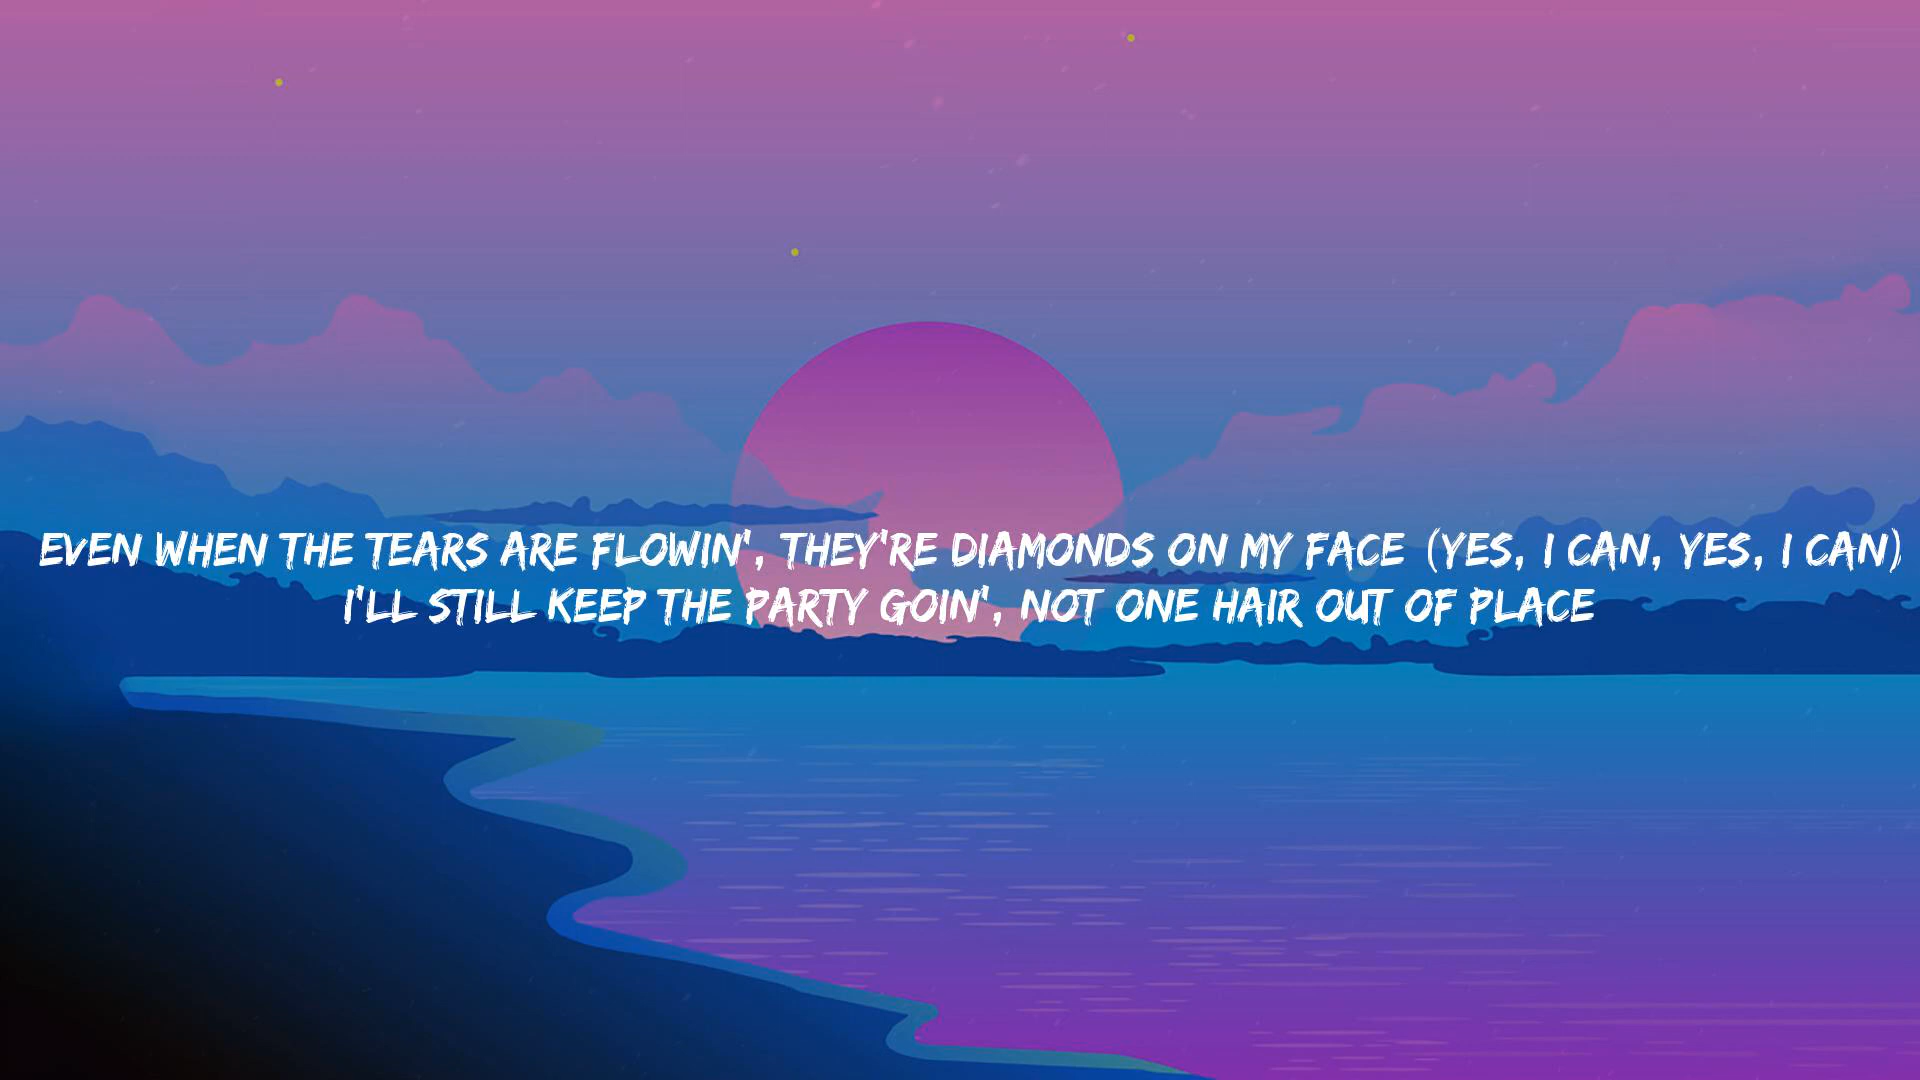 EVEN WHEN THE TEARS ARE FLOWIN', THEY'RE DIAMONDS ON MY FACE (YES, I CAN, YES, I CAN)
I'LL STILL KEEP THE PARTY GOIN', NOT ONE HAIR OUT OF PLACE